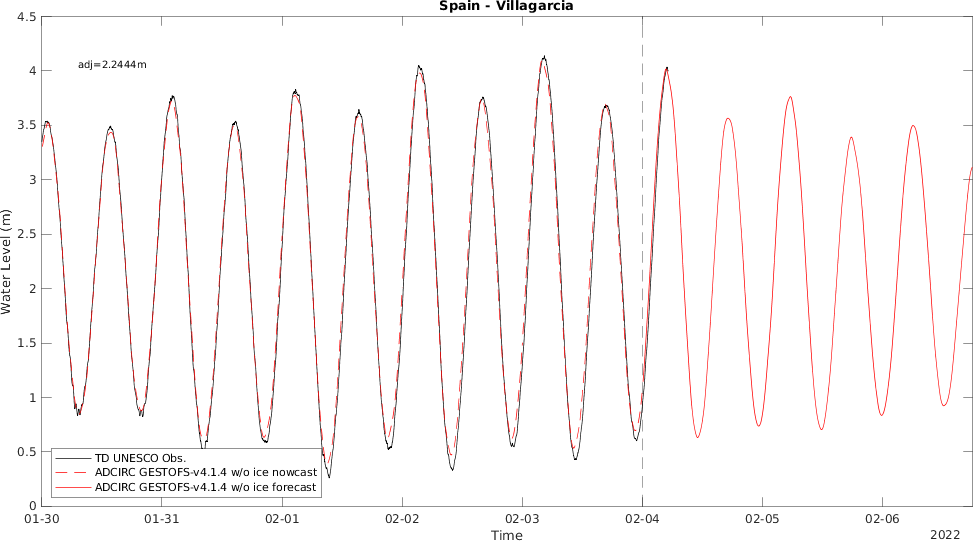 Spain - Villagarcia
4.5
4
3.5
3
2.5
2
1.5
1
0.5
0
Water Level (m)
adj=2.2444m
TD UNESCO Obs.
ADCIRC GESTOFS-v4.1.4 w/o ice nowcast
ADCIRC GESTOFS-v4.1.4 w/o ice forecast
01-30 01-31 02-01 02-02 02-03 02-04 02-05 02-06
Time
2022